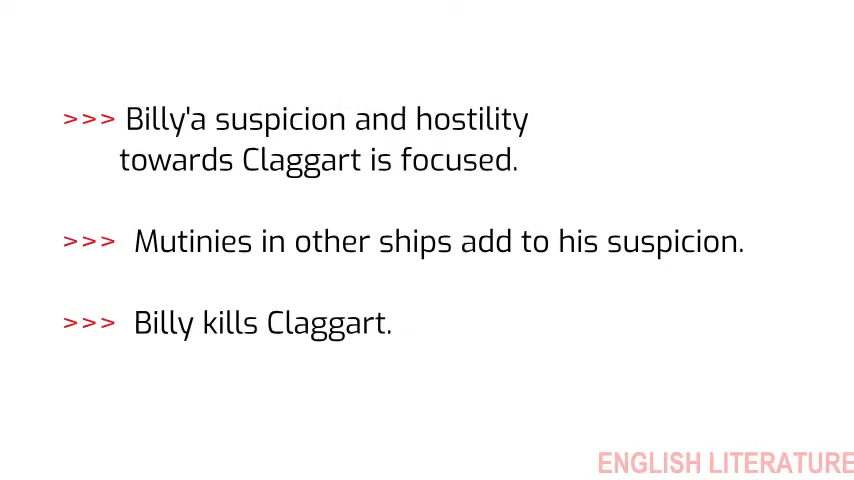 >>> Billy'a suspicion and hostility
towards Claggart is focused.
>>> Mutinies in other ships add to his suspicion.
>>> Billy kills Claggart.
ENGLISH LITERATURE